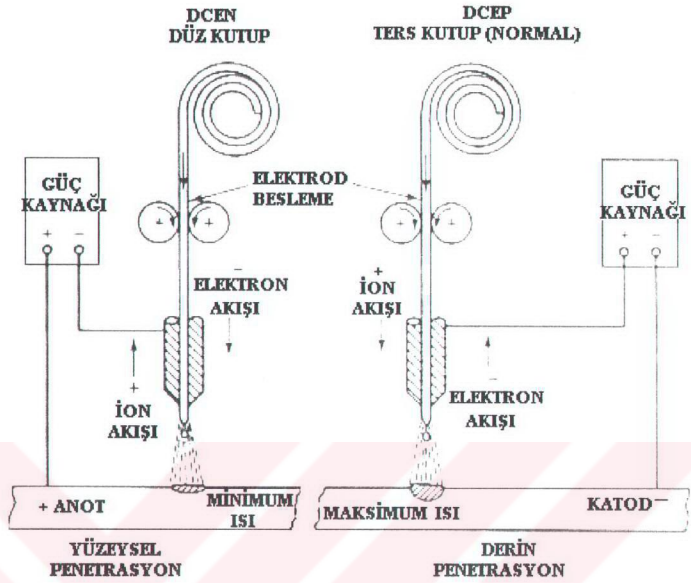 DCEN
DÜZ KUTUP
DCEP
TERS KUTUP (NORMAL)
GÜÇ
KAYNAĞI
+ −
ELEKTROD
BESLEME
+ +
+ +
GÜÇ
KAYNAĞI
+ −
−
ELEKTRON
AKIŞI
+
İON
AKIŞI
+
İON
AKIŞI
−
ELEKTRON
AKIŞI
+ ANOT
MİNİMUM
ISI
MAKSİMUM ISI
KATOD −
YÜZEYSEL
PENETRASYON
DERİN
PENETRASYON